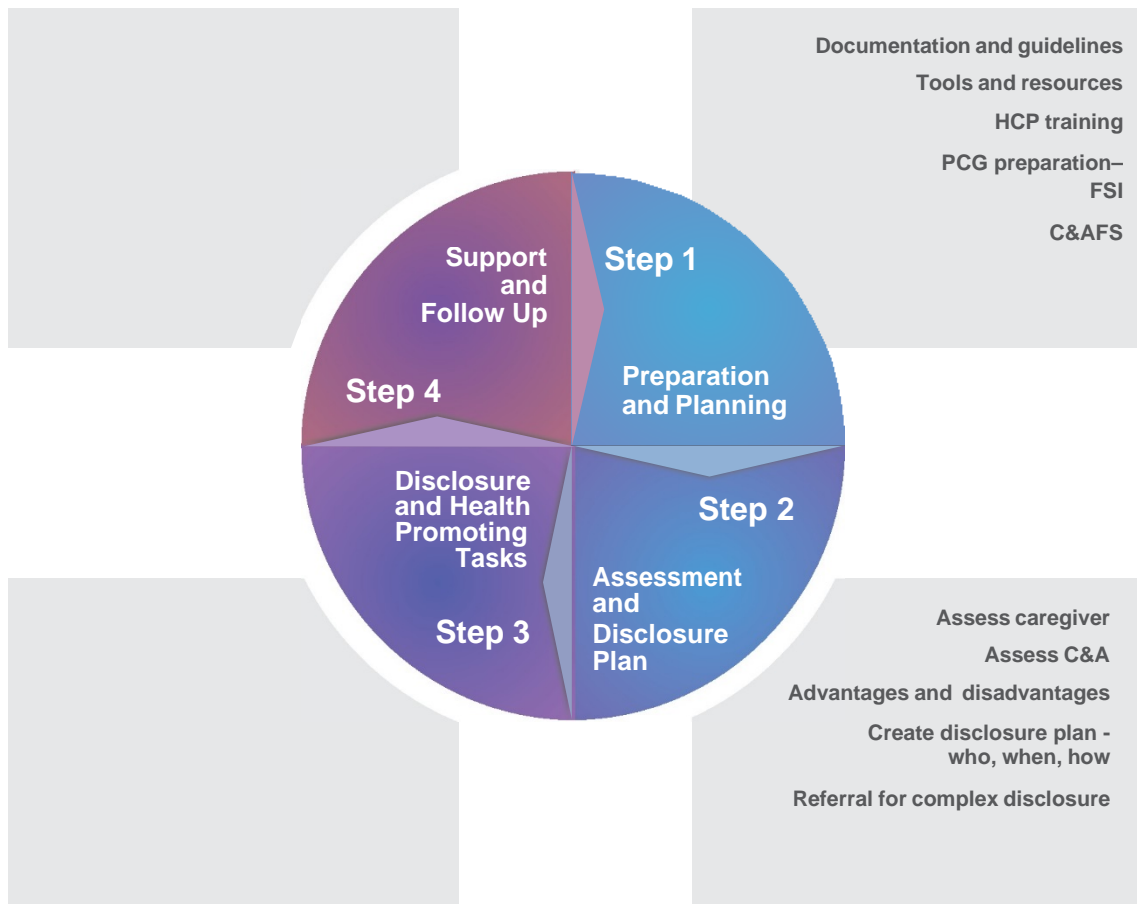 Documentation and guidelines
Tools and resources
HCP training
PCG preparation–
FSI
C&AFS
Step 1
Preparation
and Planning
Step 2
Assessment
and
Disclosure
Plan
Assess caregiver
Assess C&A
Advantages and disadvantages
Create disclosure plan -
who, when, how
Referral for complex disclosure
Disclosure
and Health
Promoting
Tasks
Step 3
Support
and
Follow Up
Step 4